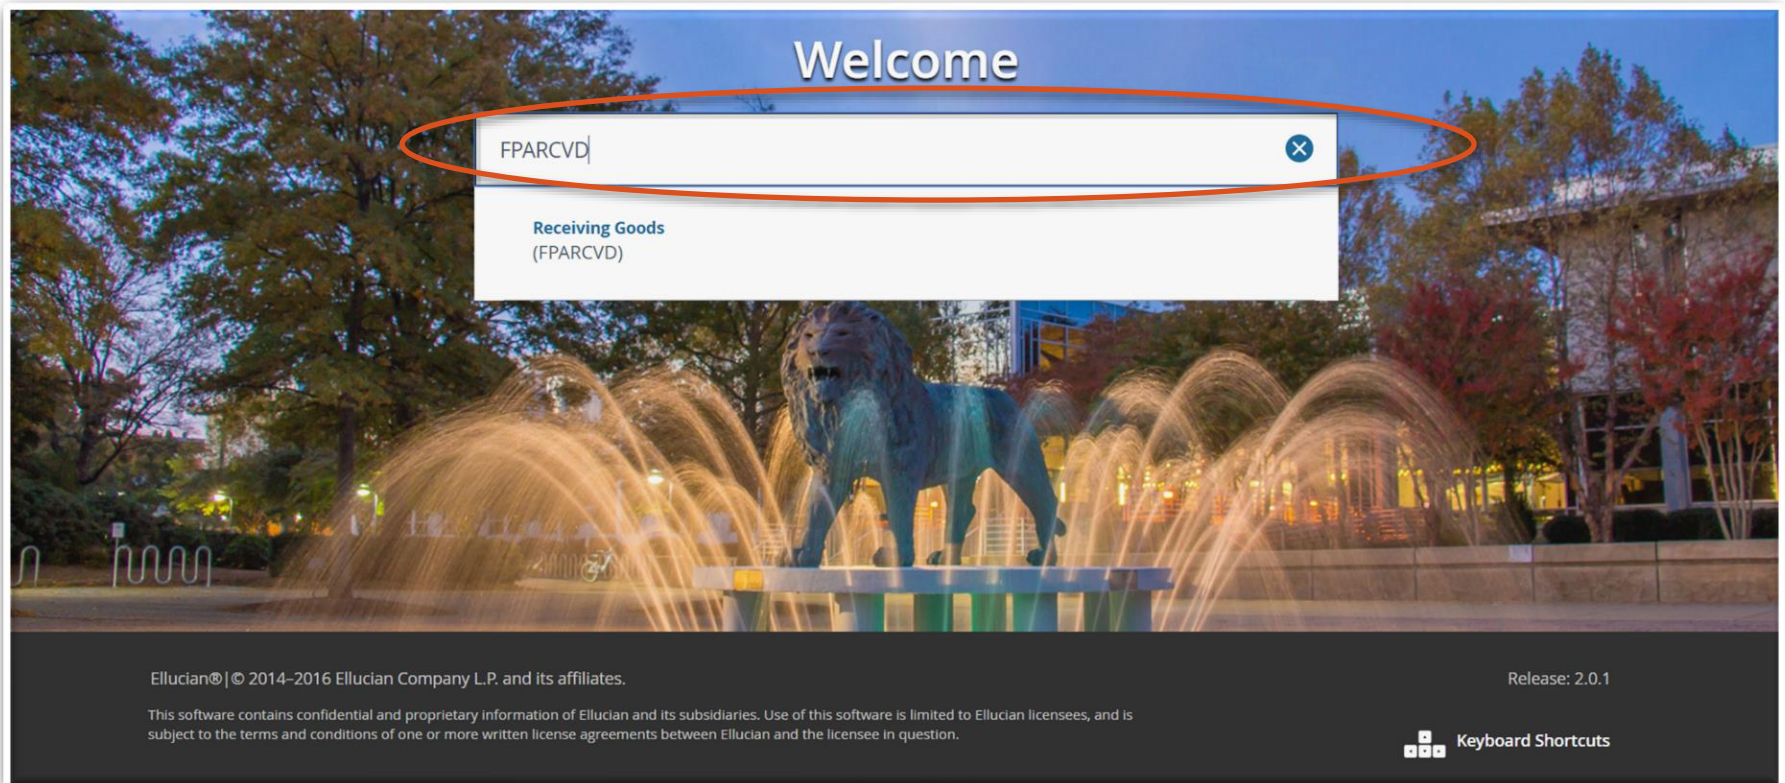 Welcome
FPARCVD
Receiving Goods
(FPARCVD)
Ellucian®|© 2014–2016 Ellucian Company L.P. and its affiliates.
Release: 2.0.1
This software contains confidential and proprietary information of Ellucian and its subsidiaries. Use of this software is limited to Ellucian licensees, and is
subject to the terms and conditions of one or more written license agreements between Ellucian and the licensee in question.
Keyboard Shortcuts